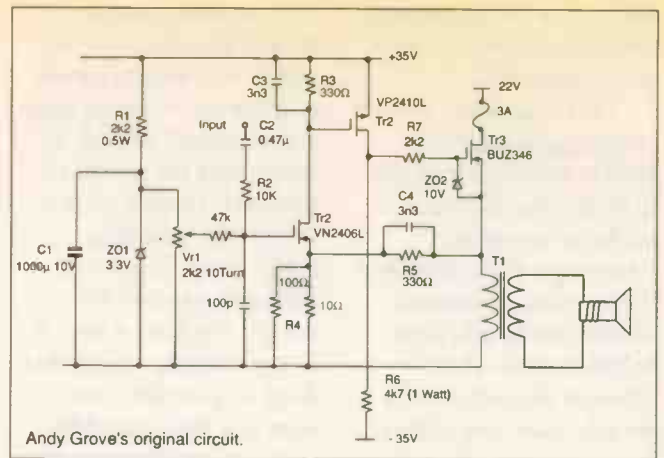 +35V
C3
3n3
R3
330Ω
VP2410L
Tr2
22V
3A
R1
2k2
0.5W
Input
C2
0.47µ
R7
2k2
Tr3
BUZ346
ZO2
10V
R2
10K
C4
3n3
Tr2
VN2406L
47k
C1
1000µ 10V
ZO1
3.3V
Vr1
2k2 10Turn
100p
100Ω
R4
10Ω
R5
330Ω
T1
R6
4k7 (1 Watt)
- 35V
Andy Grove's original circuit.